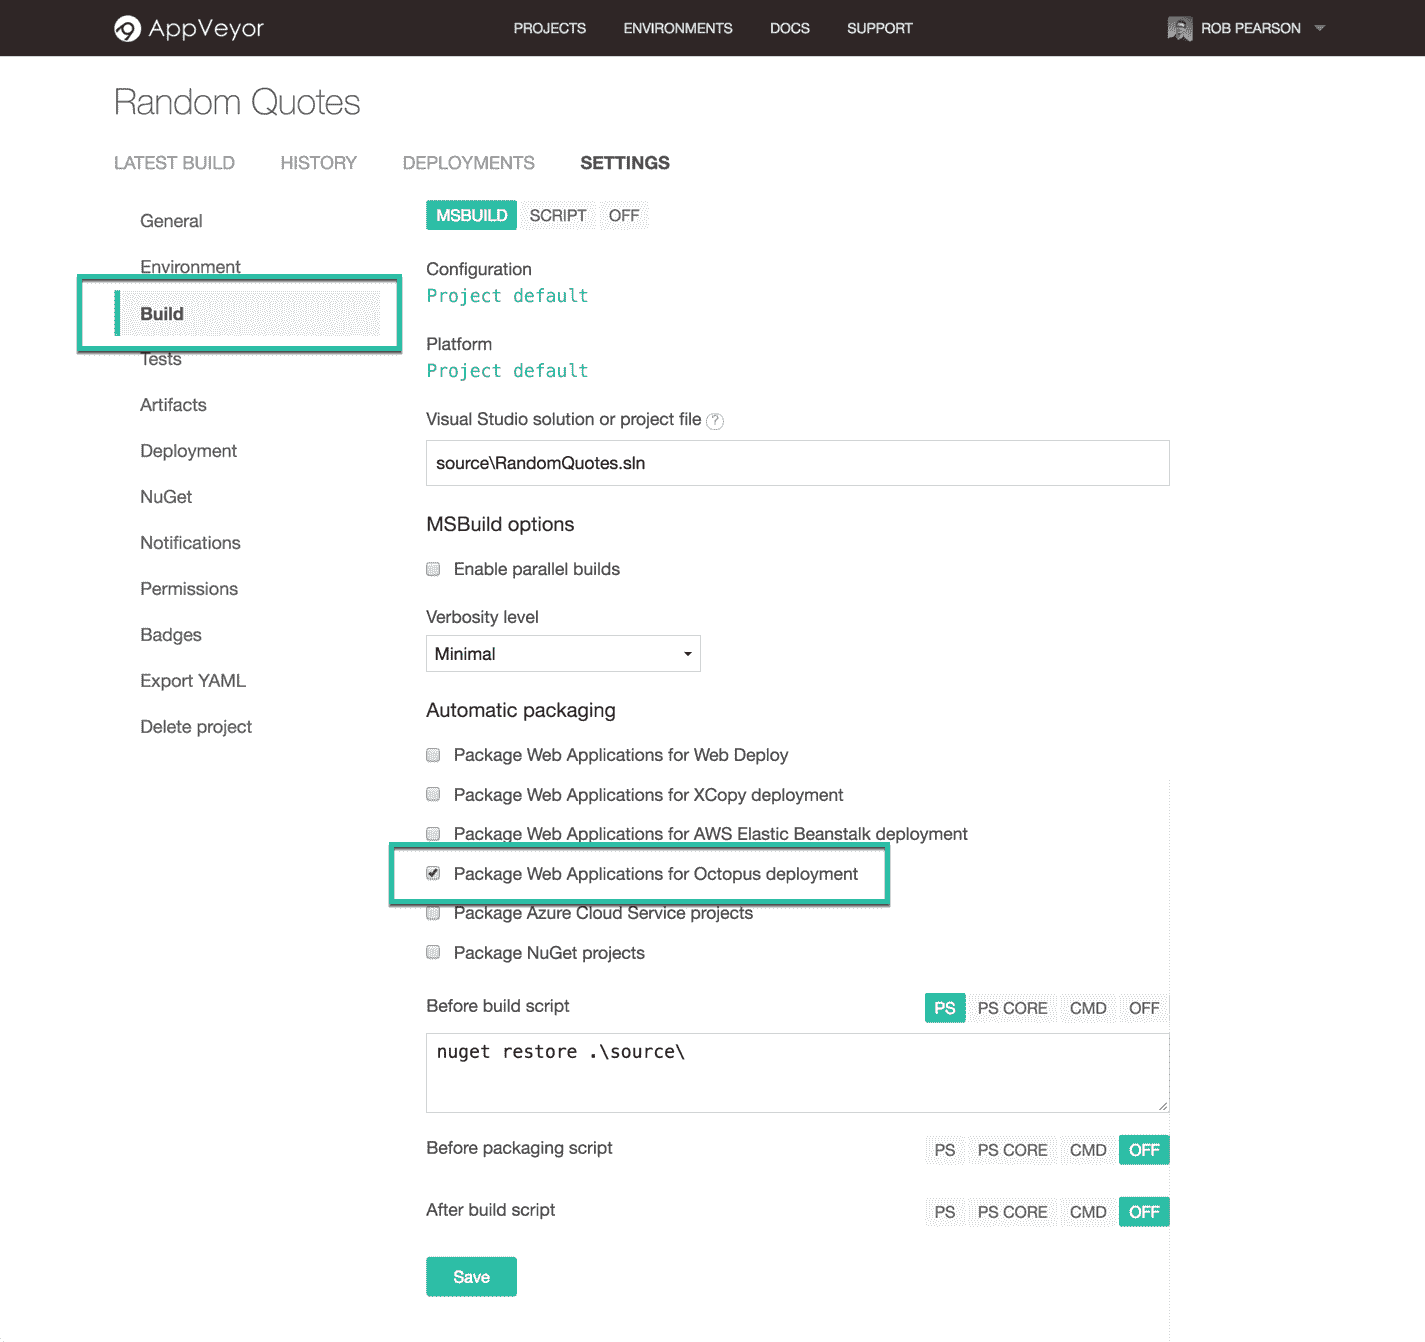 AppVeyor
PROJECTS
ENVIRONMENTS
DOCS
SUPPORT
ROB PEARSON
Random Quotes
LATEST BUILD
HISTORY
DEPLOYMENTS
SETTINGS
General
Environment
Build
Tests
Artifacts
Deployment
NuGet
Notifications
Permissions
Badges
Export YAML
Delete project
MSBUILD SCRIPT OFF
Configuration
Project default
Platform
Project default
Visual Studio solution or project file ?
source\RandomQuotes.sln
MSBuild options
Enable parallel builds
Verbosity level
Minimal
Automatic packaging
Package Web Applications for Web Deploy
Package Web Applications for XCopy deployment
Package Web Applications for AWS Elastic Beanstalk deployment
Package Web Applications for Octopus deployment
Package Azure Cloud Service projects
Package NuGet projects
Before build script
PS PS CORE CMD OFF
nuget restore .\source\
Before packaging script
PS PS CORE CMD OFF
After build script
PS PS CORE CMD OFF
Save